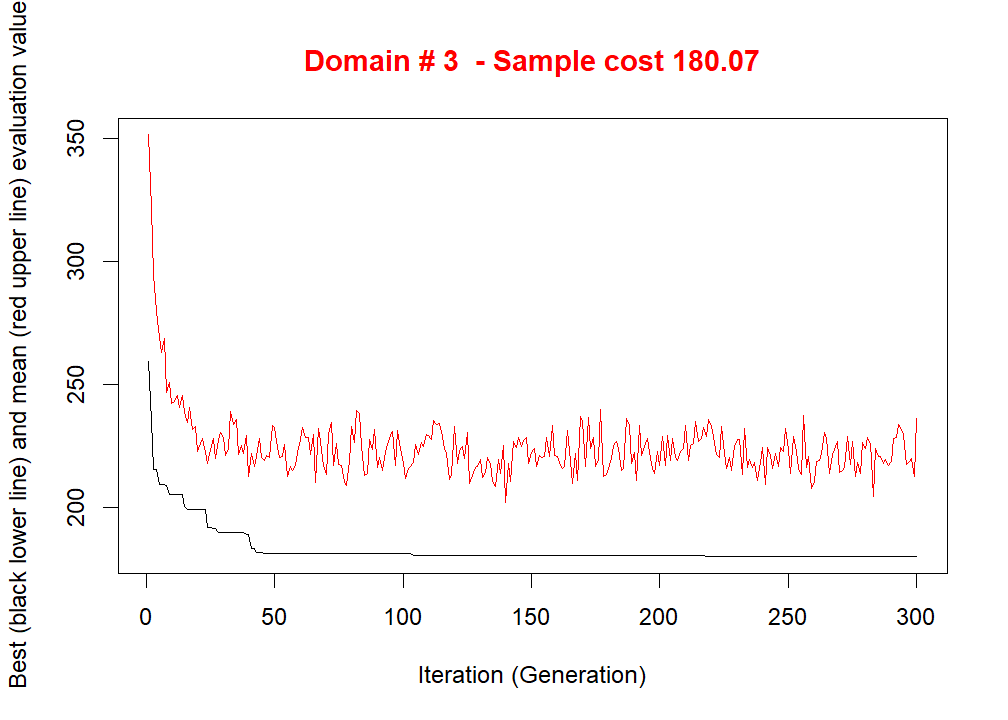 Domain # 3  - Sample cost 180.07
Best (black lower line) and mean (red upper line) evaluation value
350
300
250
200
0 50 100 150 200 250 300
Iteration (Generation)